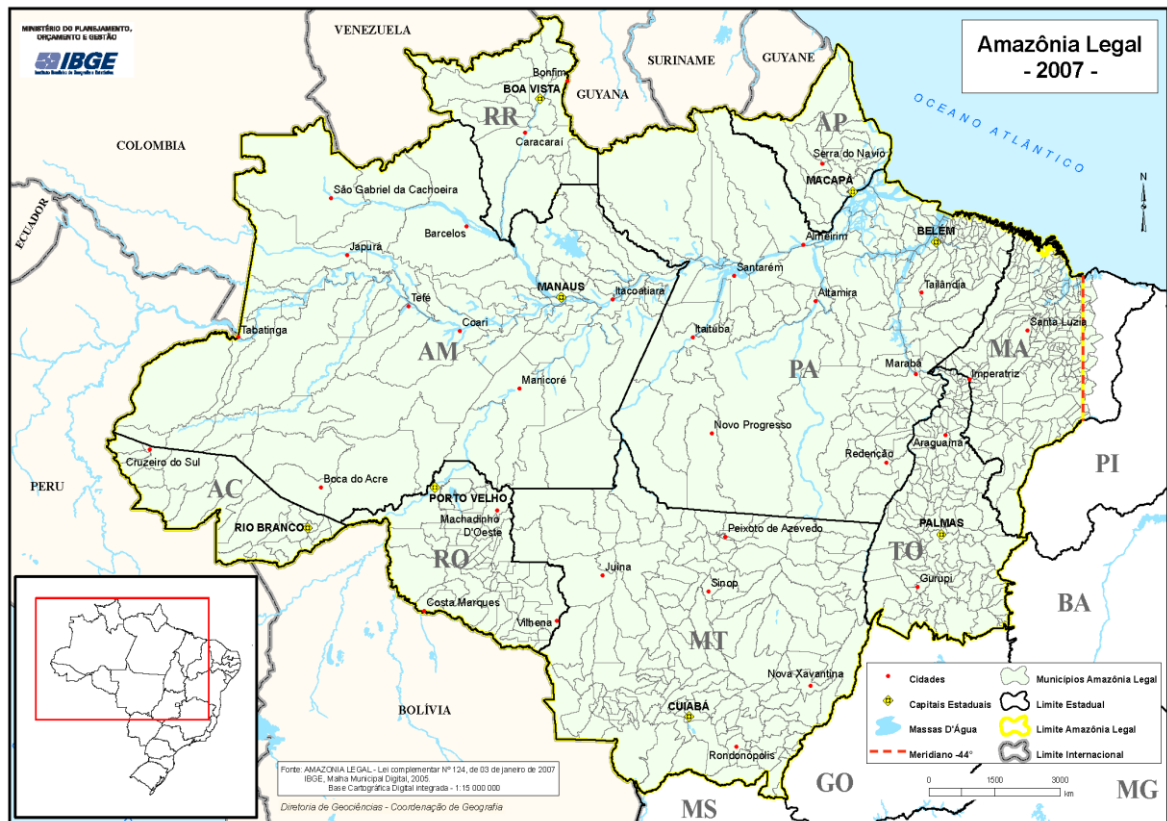 MINISTÉRIO DO PLANEJAMENTO,
ORÇAMENTO E GESTÃO
IBGE
Instituto Brasileiro de Geografia e Estatística
Amazônia Legal
- 2007 -
VENEZUELA
SURINAME
GUYANE
GUYANA
COLOMBIA
ECUADOR
PERU
BOLÍVIA
OCEANO ATLÂNTICO
N
Bonfim
BOA VISTA
RR
Caracaraí
AP
Serra do Navio
MACAPÁ
São Gabriel da Cachoeira
Barcelos
Japurá
Almeirim
BELÉM
Santarém
MANAUS
Itacoatiara
Altamira
Tailândia
Tefé
Coari
Tabatinga
Itaituba
Santa Luzia
AM
PA
MA
Marabá
Imperatriz
Manicoré
Novo Progresso
Araguaína
Redenção
PI
Cruzeiro do Sul
AC
Boca do Acre
PORTO VELHO
RIO BRANCO
Machadinho
D'Oeste
RO
Peixoto de Azevedo
PALMAS
TO
Juina
Sinop
Gurupi
BA
Costa Marques
Vilhena
MT
Nova Xavantina
CUIABÁ
Rondonópolis
GO
MS
MG
Cidades
Municípios Amazônia Legal
Capitais Estaduais
Limite Estadual
Massas D'Água
Limite Amazônia Legal
Meridiano -44°
Limite Internacional
0 1500 3000
km
Fonte: AMAZONIA LEGAL - Lei complementar Nº 124, de 03 de janeiro de 2007
IBGE, Malha Municipal Digital, 2005.
Base Cartográfica Digital integrada - 1:15 000 000
Diretoria de Geociências - Coordenação de Geografia